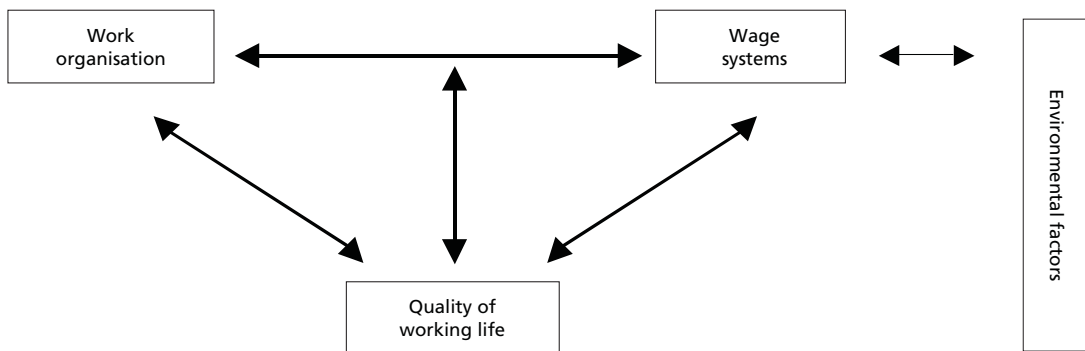 Work
organisation
Wage
systems
Environmental factors
Quality of
working life